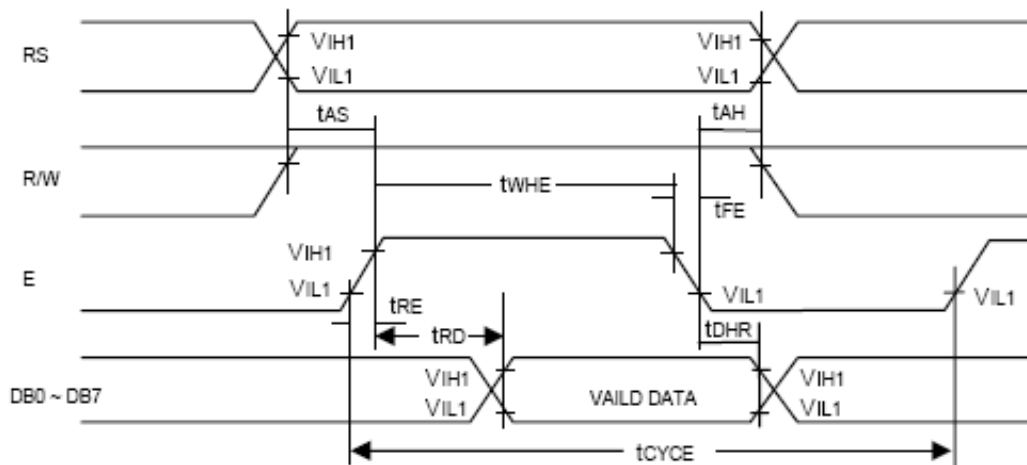 RS
VIH1
VIL1
VIH1
VIL1
tAS
tAH
R/W
tWHE
tFE
E
VIH1
VIL1
VIL1
VIL1
tRE
tRD
tDHR
DB0 ~ DB7
VIH1
VIL1
VAILD DATA
VIH1
VIL1
tCYCE